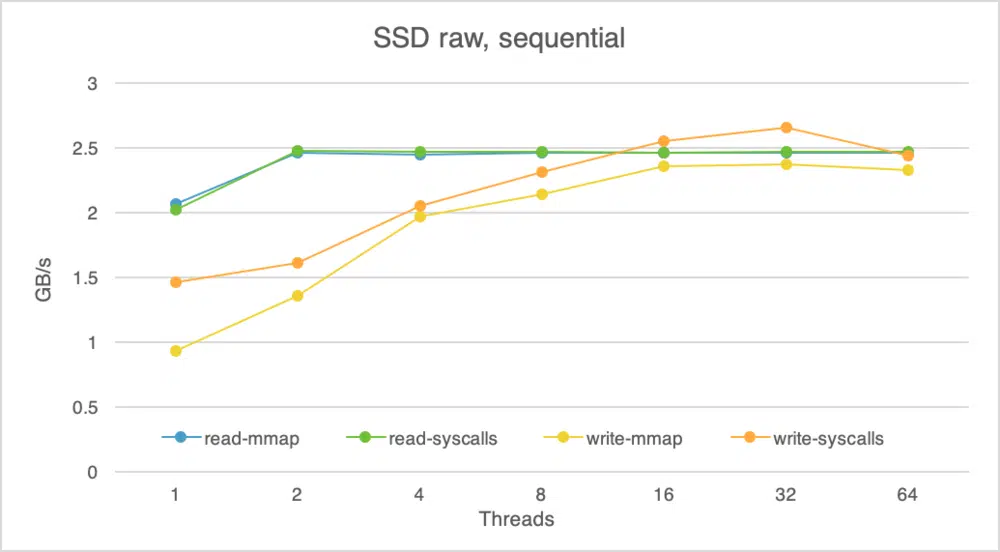 SSD raw, sequential
3
2.5
2
1.5
1
0.5
0
GB/s
read-mmap read-syscalls write-mmap write-syscalls
1 2 4 8 16 32 64
Threads